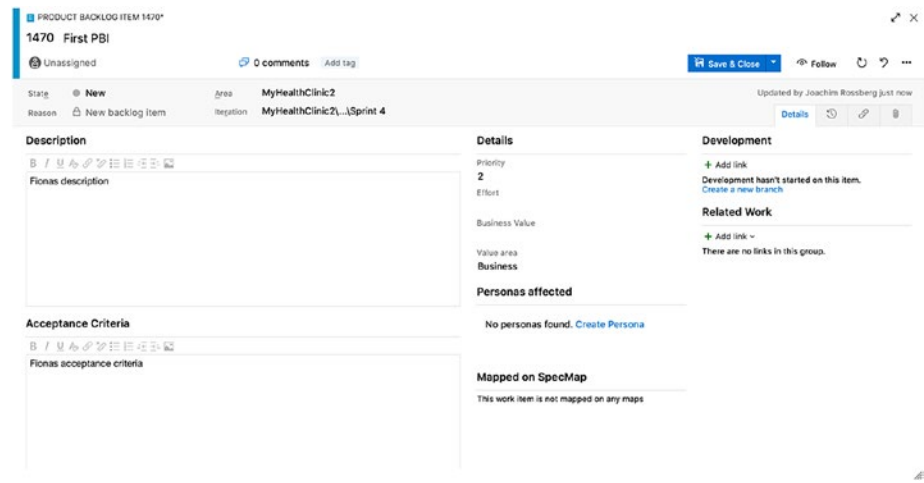 PRODUCT BACKLOG ITEM 1470*
1470 First PBI
Unassigned
0 comments
Add tag
Save & Close
Follow
State
New
Area
MyHealthClinic2
Updated by Joachim Rossberg just now
Reason
New backlog item
Iteration
MyHealthClinic2\...\Sprint 4
Details
Description
B I U
Fionas description
Acceptance Criteria
B I U
Fionas acceptance criteria
Details
Priority
2
Effort
Business Value
Value area
Business
Personas affected
No personas found. Create Persona
Mapped on SpecMap
This work item is not mapped on any maps
Development
+ Add link
Development hasn't started on this item.
Create a new branch
Related Work
+ Add link
There are no links in this group.